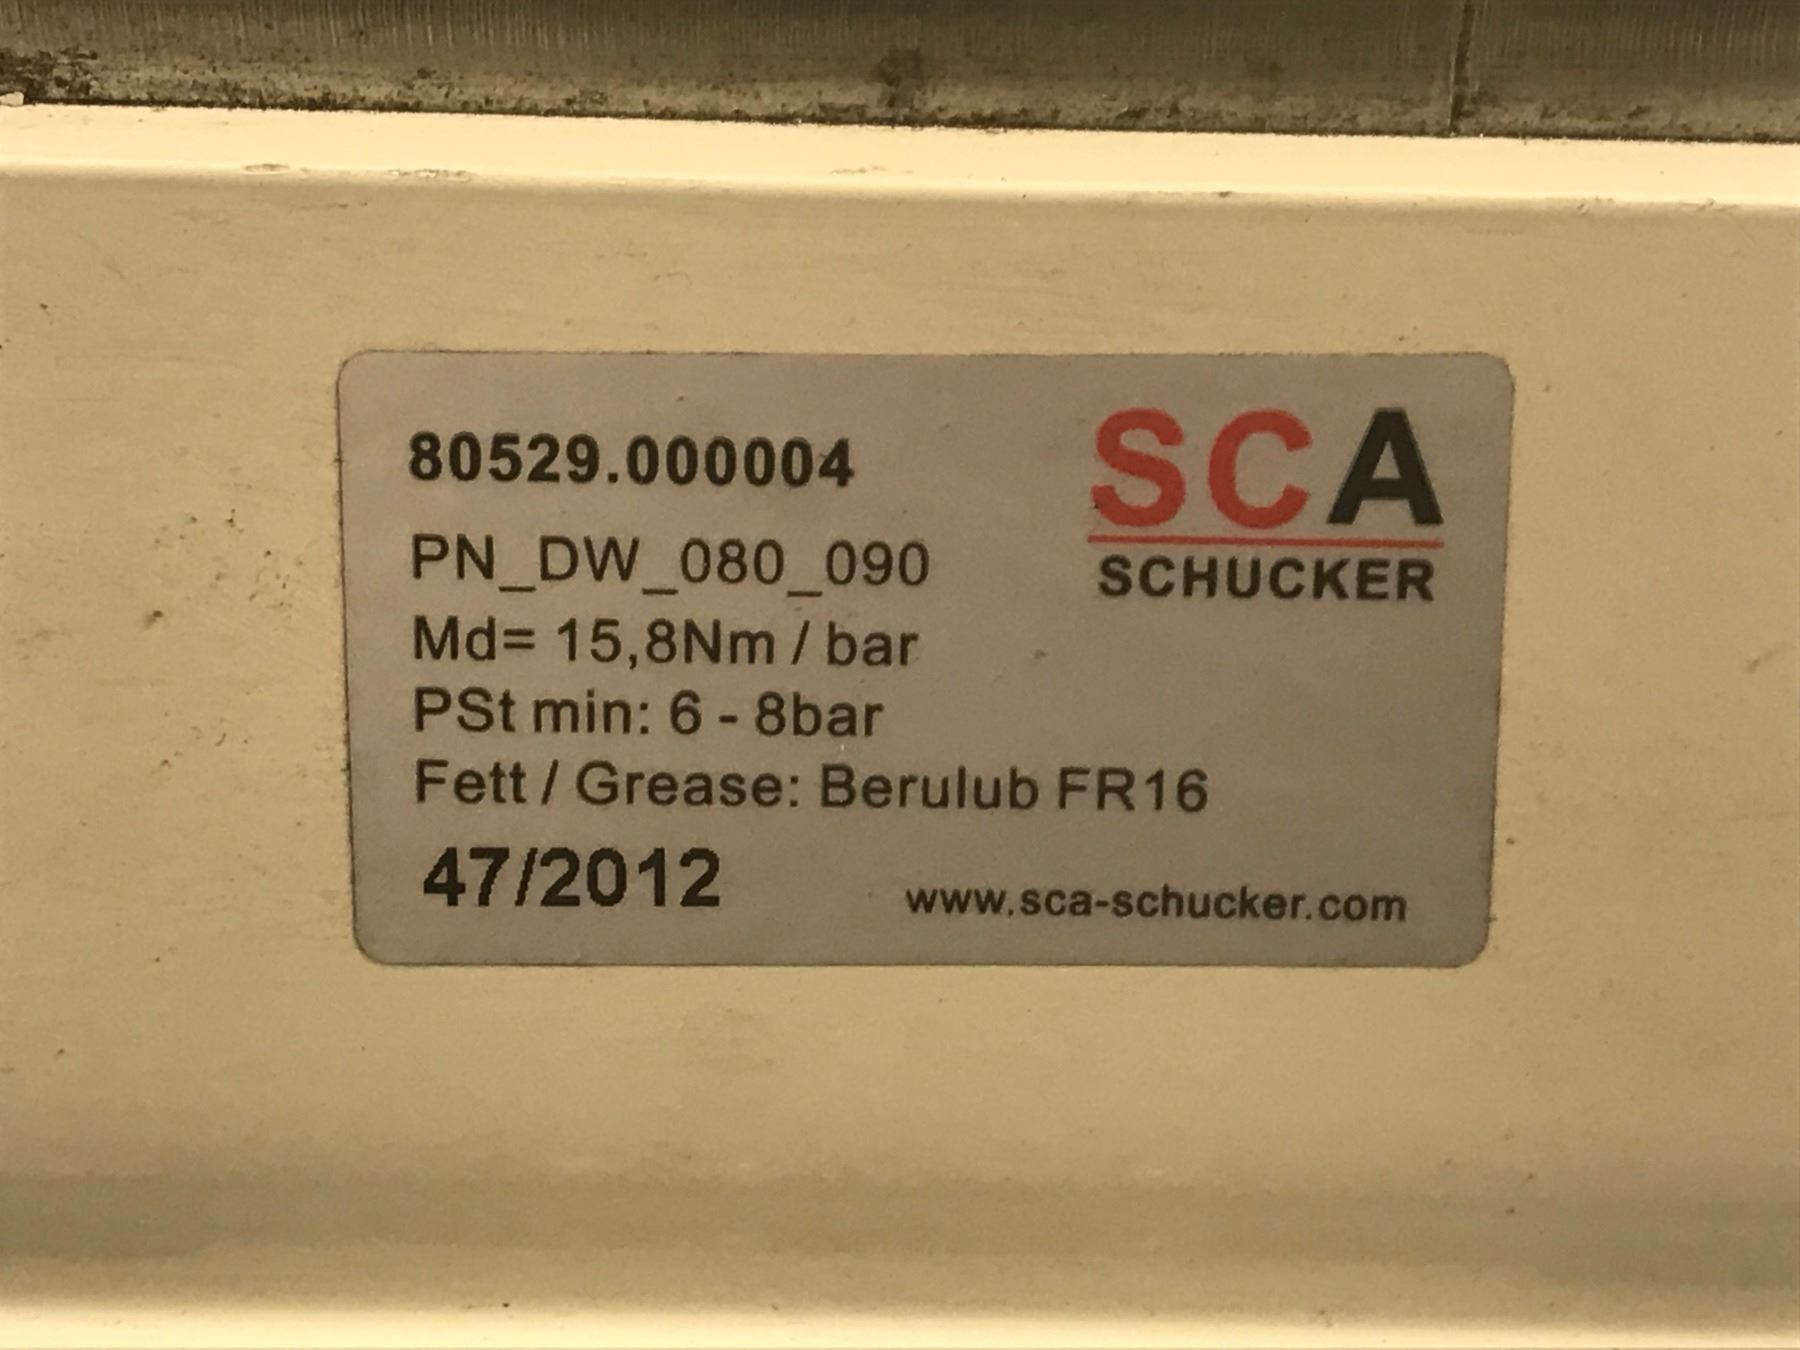 80529.000004
SCA
SCHUCKER
PN_DW_080_090
Md= 15,8Nm / bar
PSt min: 6 - 8bar
Fett / Grease: Berulub FR16
47/2012
www.sca-schucker.com